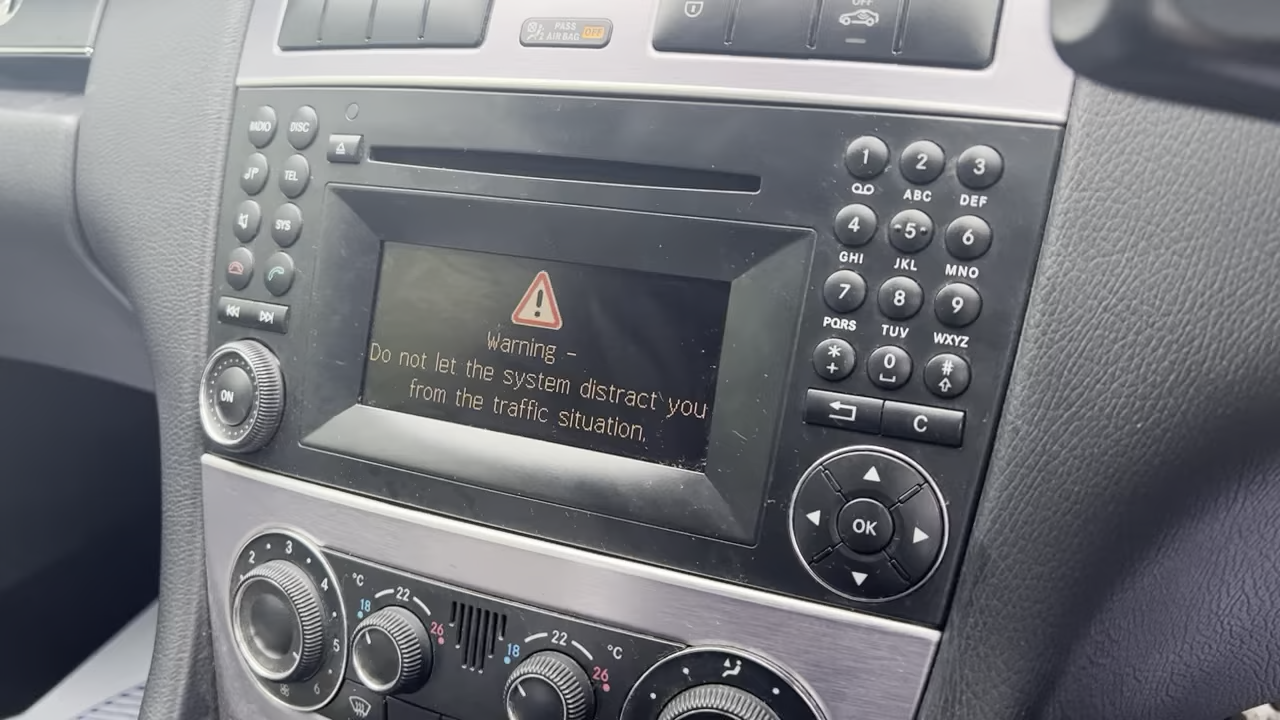 PASS
AIR BAG OFF
OFF
RADIO DISC
TEL
SYS
ON
Warning -
Do not let the system distract you
from the traffic situation.
1 2 3
ABC DEF
4 5 6
GHI JKL MNO
7 8 9
PQRS TUV WXYZ
* 0 #
+
C
OK
2 3 4 5 6
°C
18 22 26
18 22 26
°C